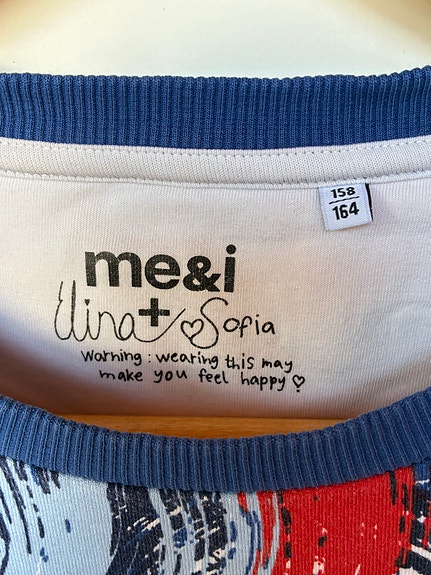 158
164
me&i
Elina + ♡ Sofia
Warning : wearing this may
make you feel happy ♡